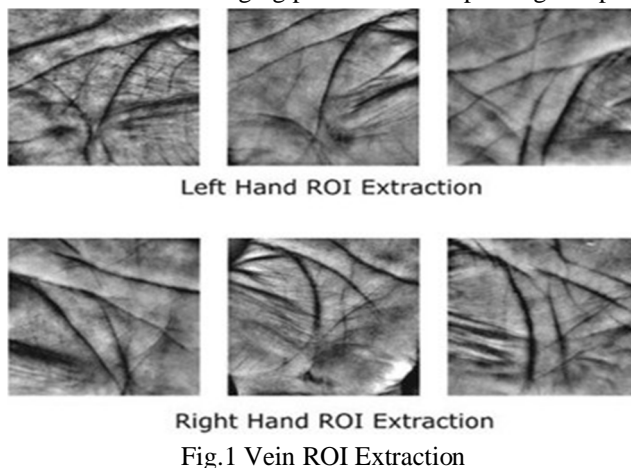 Left Hand ROI Extraction
Right Hand ROI Extraction
Fig.1 Vein ROI Extraction